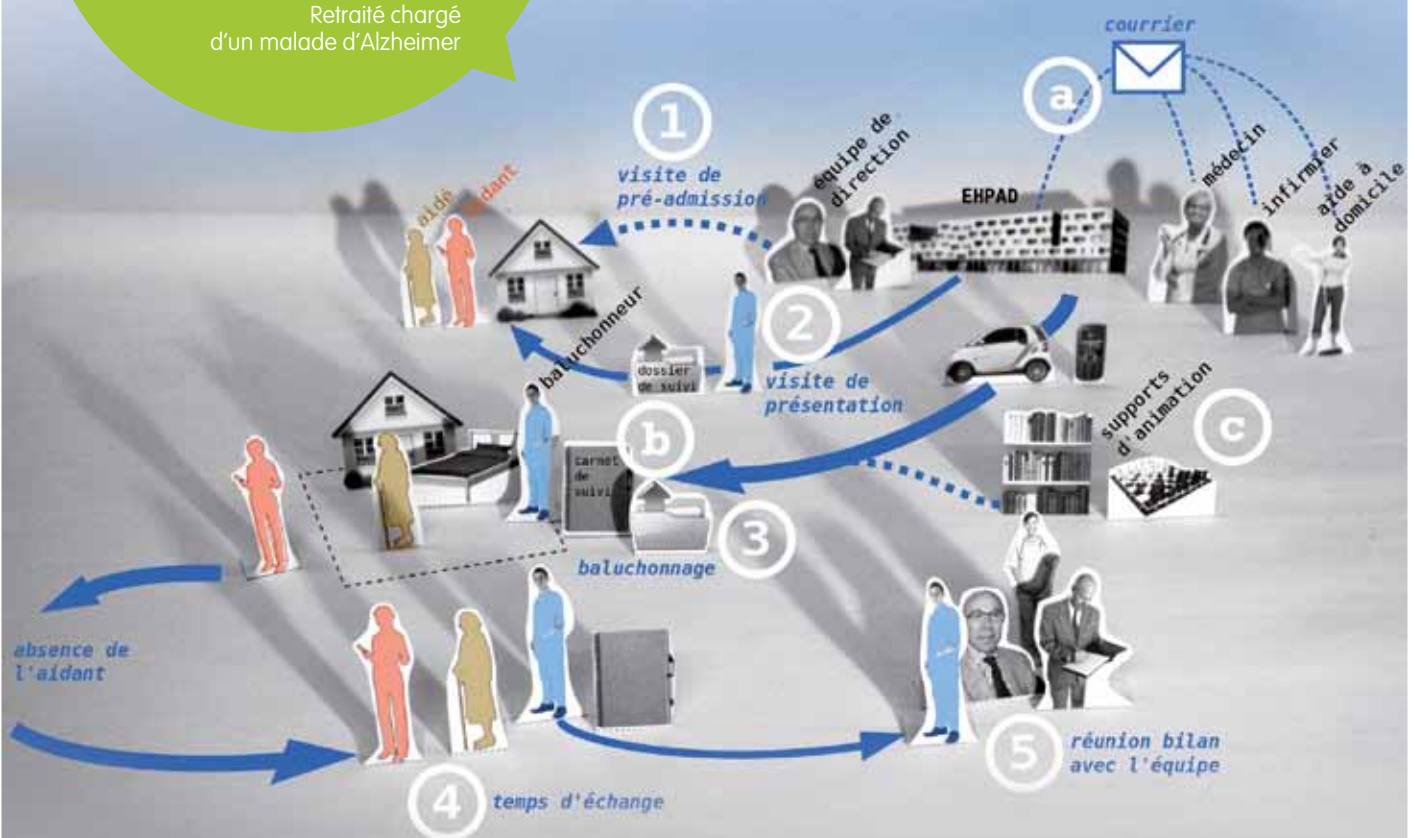 Retraité chargé
d'un malade d'Alzheimer
courrier
a
1
visite de
pré-admission
équipe de
direction
EHPAD
médecin
infirmier
aide à
domicile
aidé
aidant
2
visite de
présentation
dossier
de suivi
baluchonneur
supports
d'animation
c
b
carnet
de
suivi
3
baluchonnage
absence de
l'aidant
4
temps d'échange
5
réunion bilan
avec l'équipe